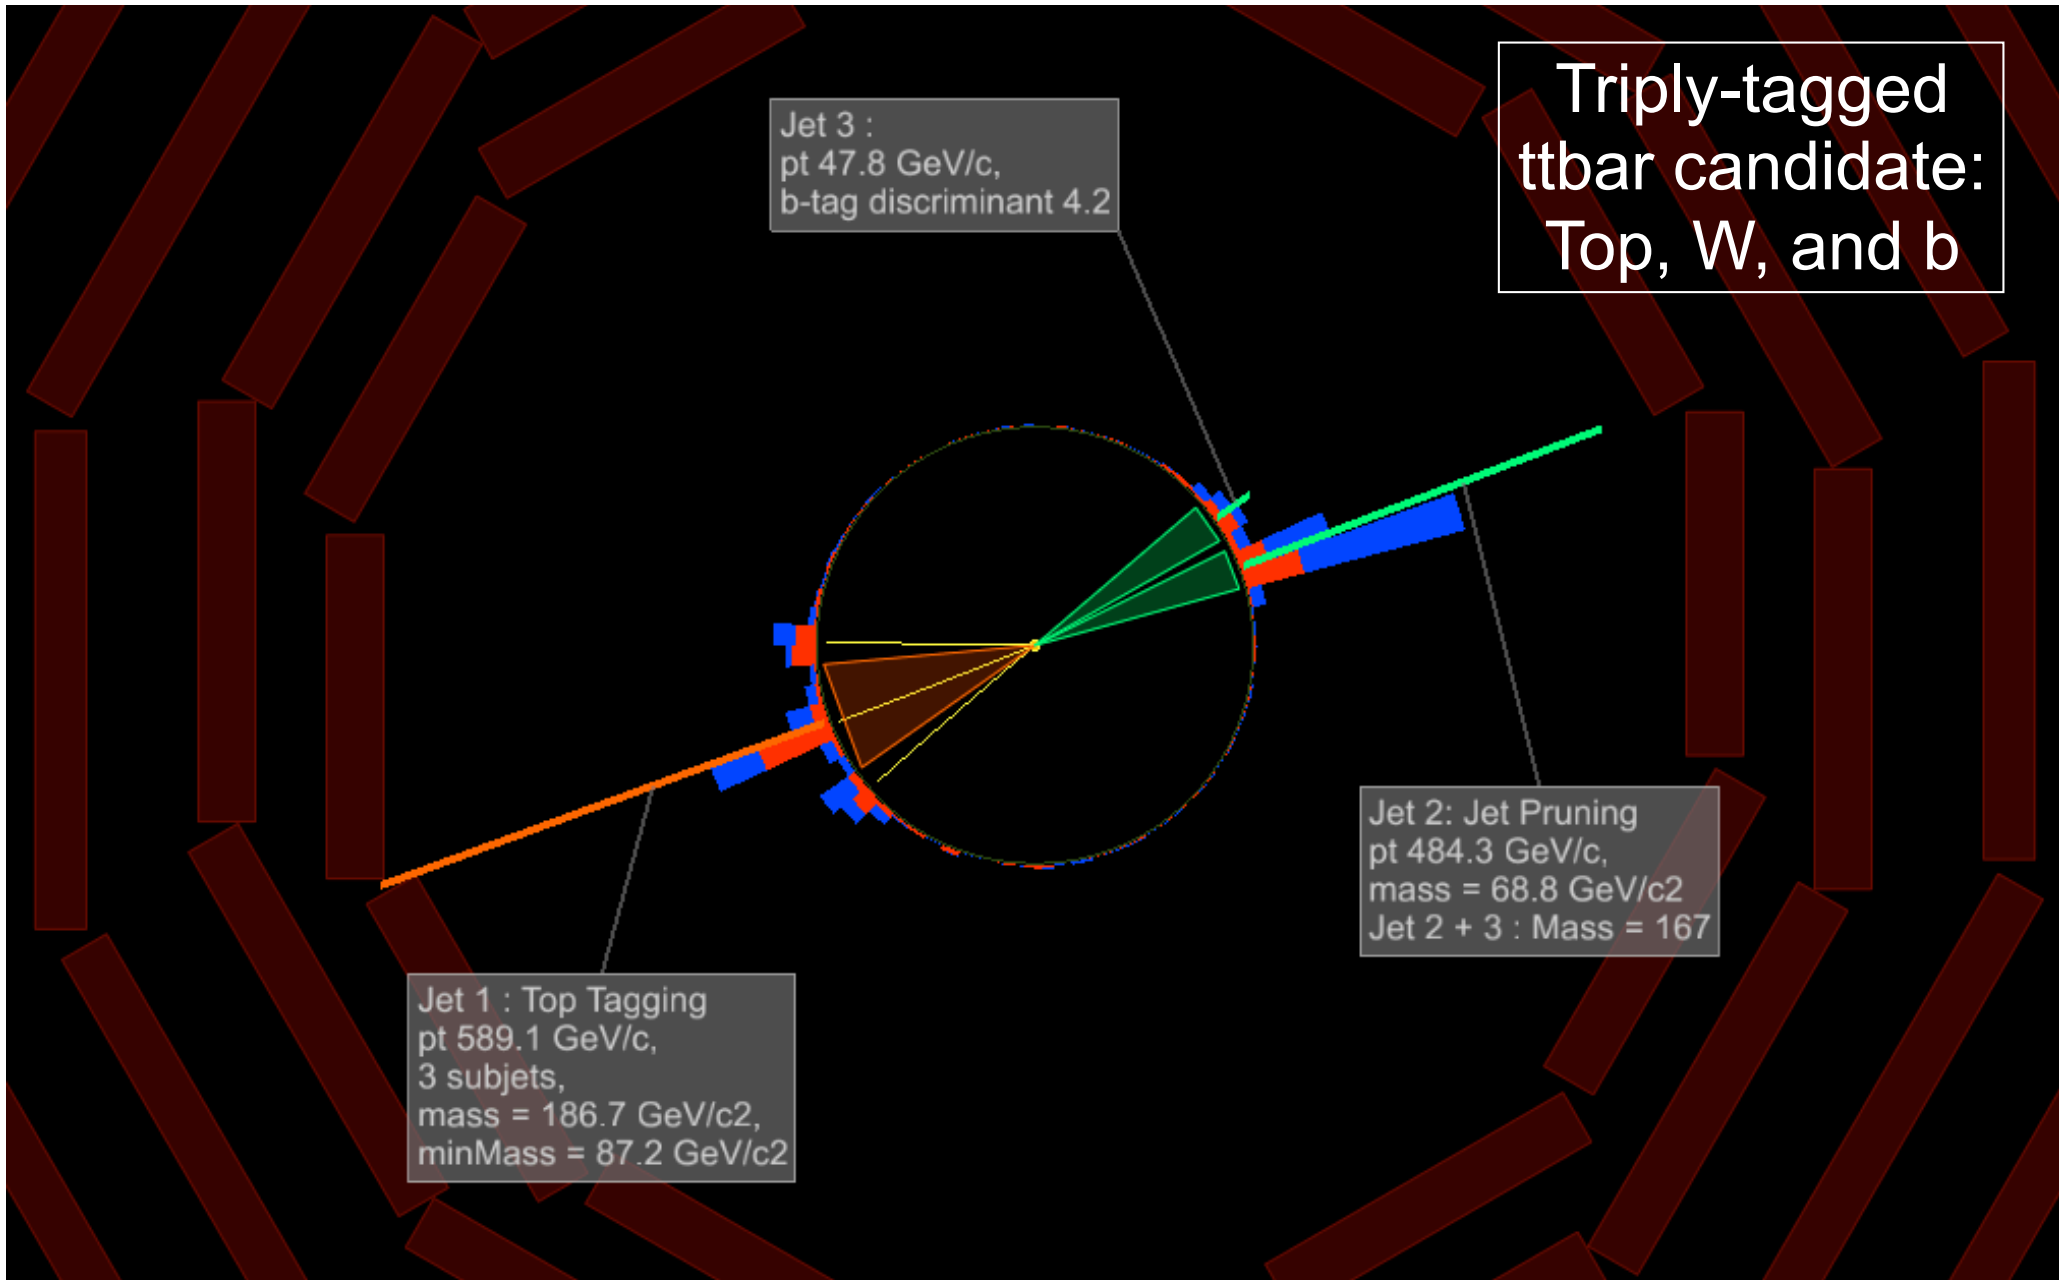 Triply-tagged
ttbar candidate:
Top, W, and b
Jet 3 :
pt 47.8 GeV/c,
b-tag discriminant 4.2
Jet 2: Jet Pruning
pt 484.3 GeV/c,
mass = 68.8 GeV/c2
Jet 2 + 3 : Mass = 167
Jet 1 : Top Tagging
pt 589.1 GeV/c,
3 subjets,
mass = 186.7 GeV/c2,
minMass = 87.2 GeV/c2